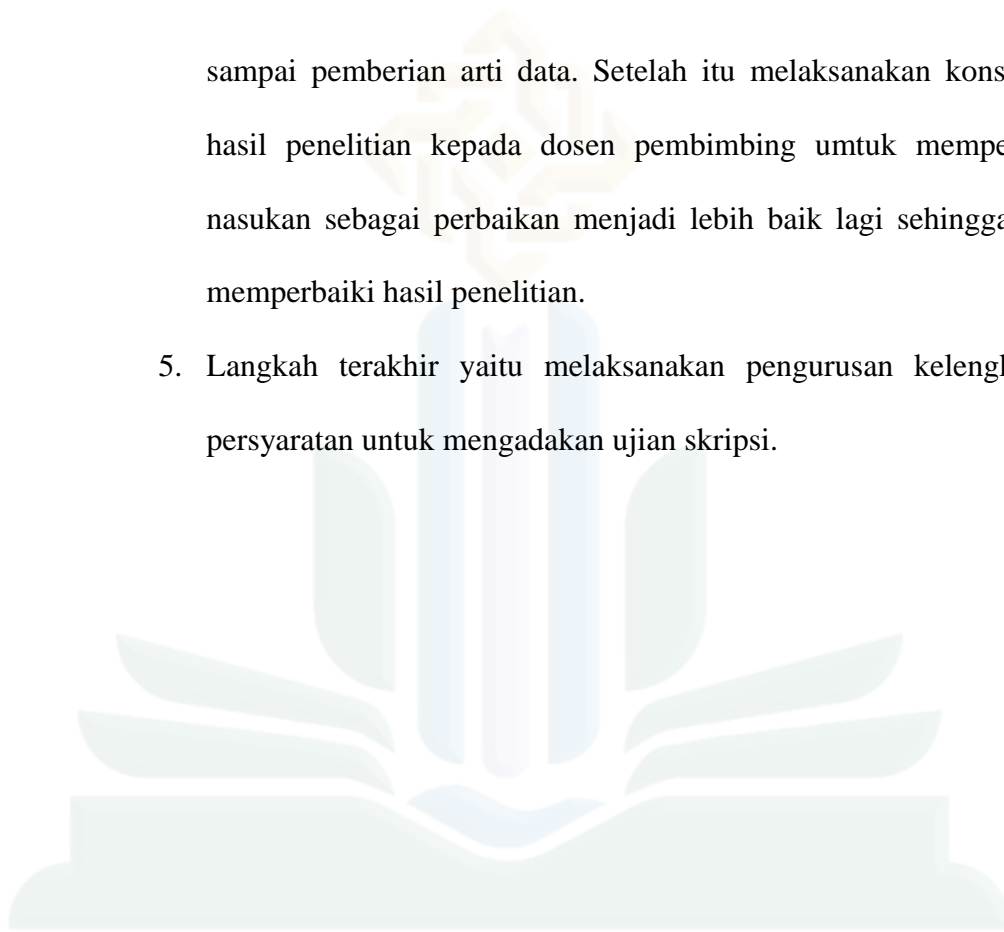 sampai pemberian arti data. Setelah itu melaksanakan kons
hasil penelitian kepada dosen pembimbing umtuk mempe
nasukan sebagai perbaikan menjadi lebih baik lagi sehingga
memperbaiki hasil penelitian.
5. Langkah terakhir yaitu melaksanakan pengurusan kelengk
persyaratan untuk mengadakan ujian skripsi.